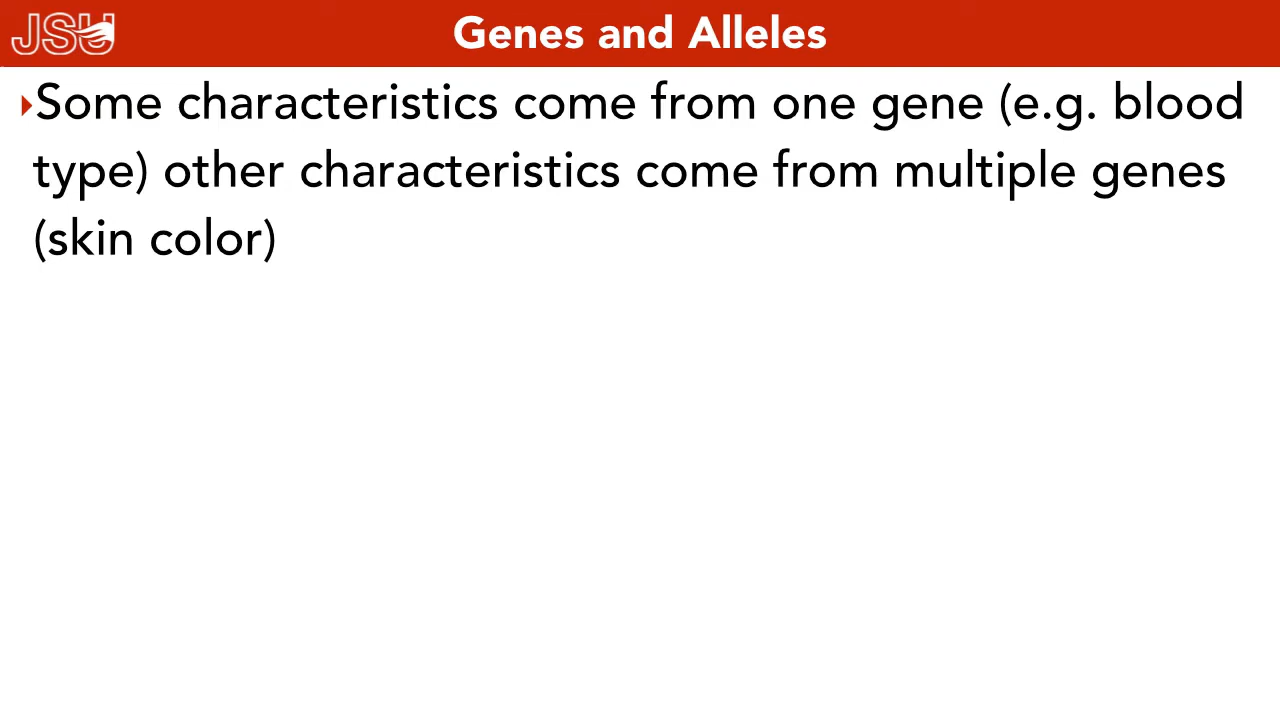 JSU
Genes and Alleles
Some characteristics come from one gene (e.g. blood
type) other characteristics come from multiple genes
(skin color)